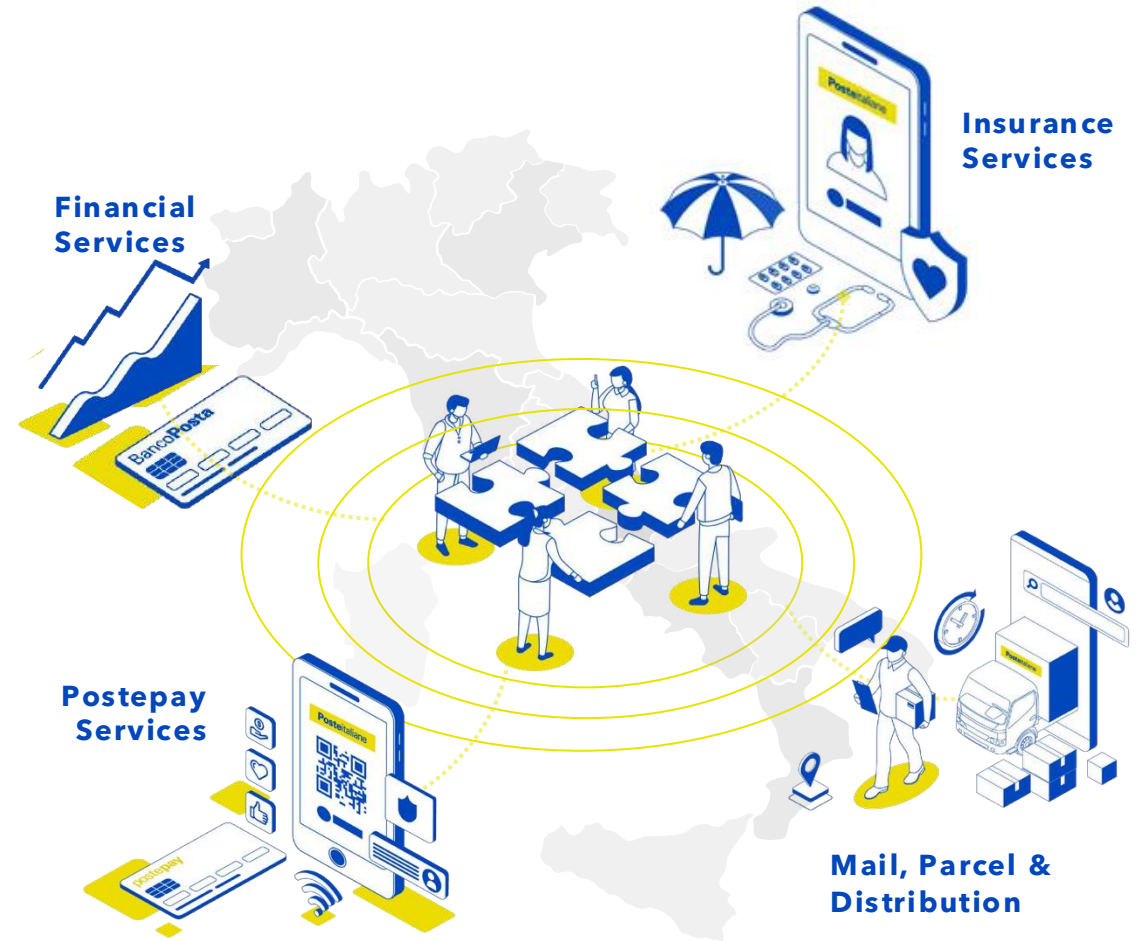 Posteitaliane
Insurance
Services
Financial
Services
BancoPosta
Postepay
Services
Posteitaliane
postepay
Posteitaliane
Mail, Parcel &
Distribution